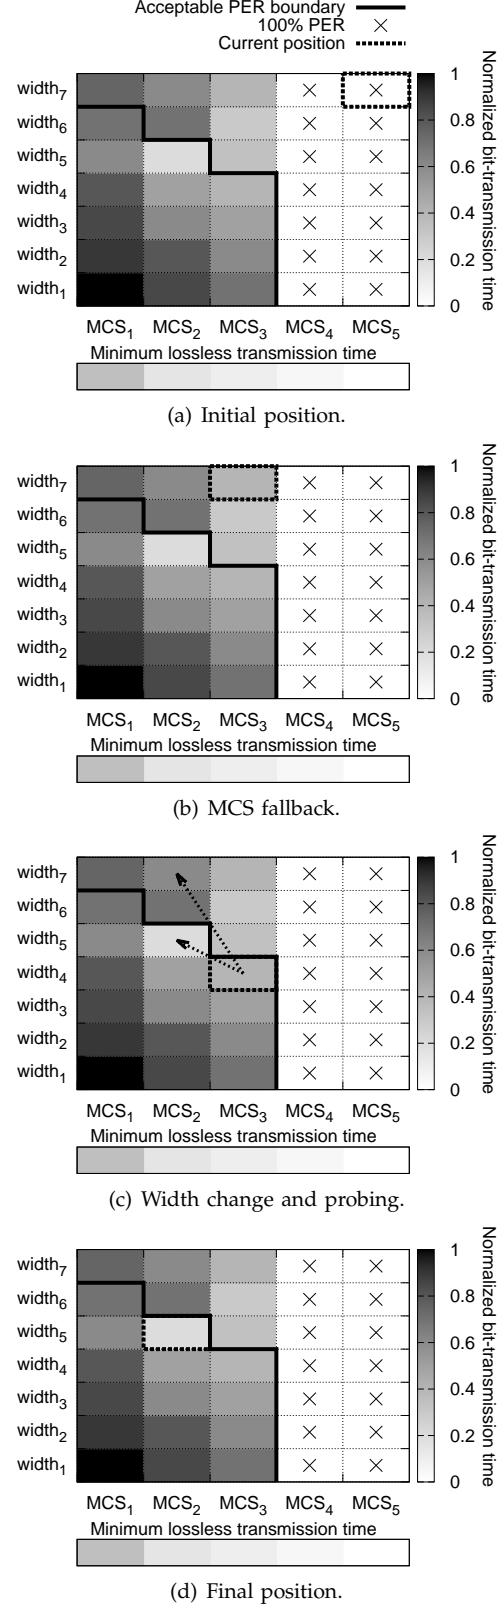 Acceptable PER boundary
100% PER
Current position
width7
width6
width5
width4
width3
width2
width1
MCS1 MCS2 MCS3 MCS4 MCS5
Minimum lossless transmission time
1
0.8
0.6
0.4
0.2
0
Normalized bit-transmission time
(a) Initial position.
width7
width6
width5
width4
width3
width2
width1
MCS1 MCS2 MCS3 MCS4 MCS5
Minimum lossless transmission time
1
0.8
0.6
0.4
0.2
0
Normalized bit-transmission time
(b) MCS fallback.
width7
width6
width5
width4
width3
width2
width1
MCS1 MCS2 MCS3 MCS4 MCS5
Minimum lossless transmission time
1
0.8
0.6
0.4
0.2
0
Normalized bit-transmission time
(c) Width change and probing.
width7
width6
width5
width4
width3
width2
width1
MCS1 MCS2 MCS3 MCS4 MCS5
Minimum lossless transmission time
1
0.8
0.6
0.4
0.2
0
Normalized bit-transmission time
(d) Final position.